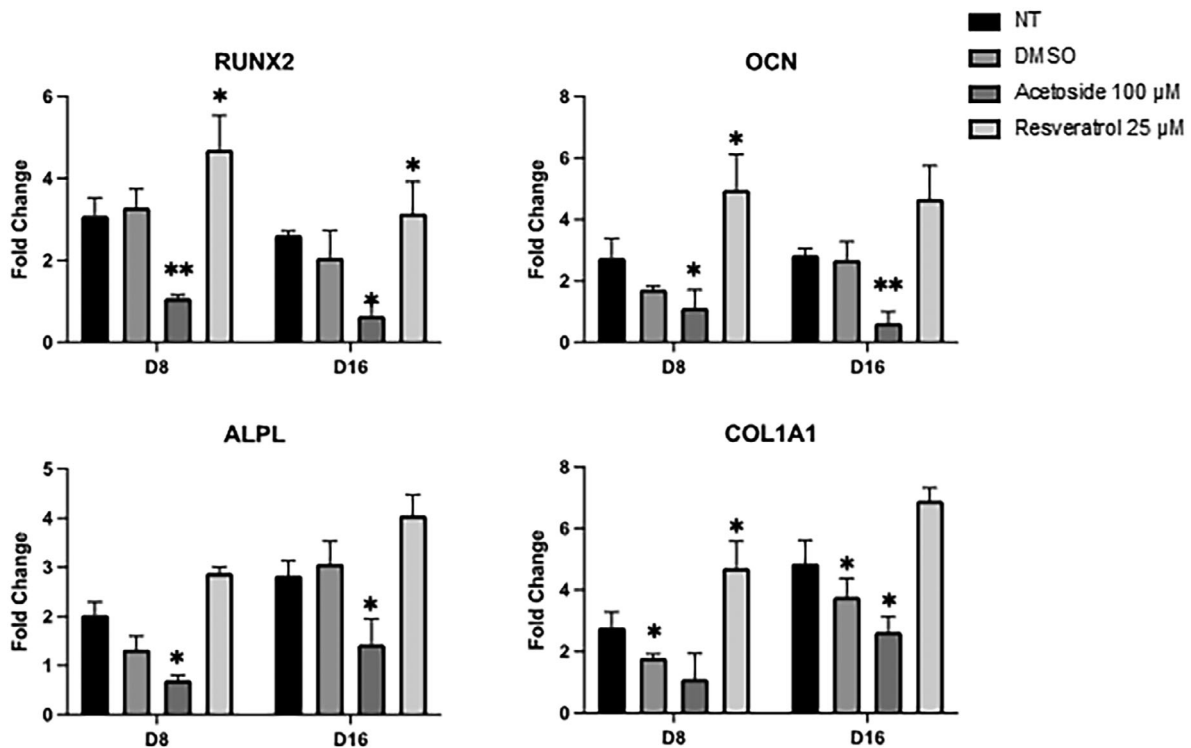 NT
DMSO
Acetoside 100 µM
Resveratrol 25 µM
RUNX2
Fold Change
6
4
2
0
**
*
*
*
D8
D16
OCN
Fold Change
8
6
4
2
0
*
*
**
D8
D16
ALPL
Fold Change
5
4
3
2
1
0
*
*
D8
D16
COL1A1
Fold Change
8
6
4
2
0
*
*
*
*
D8
D16